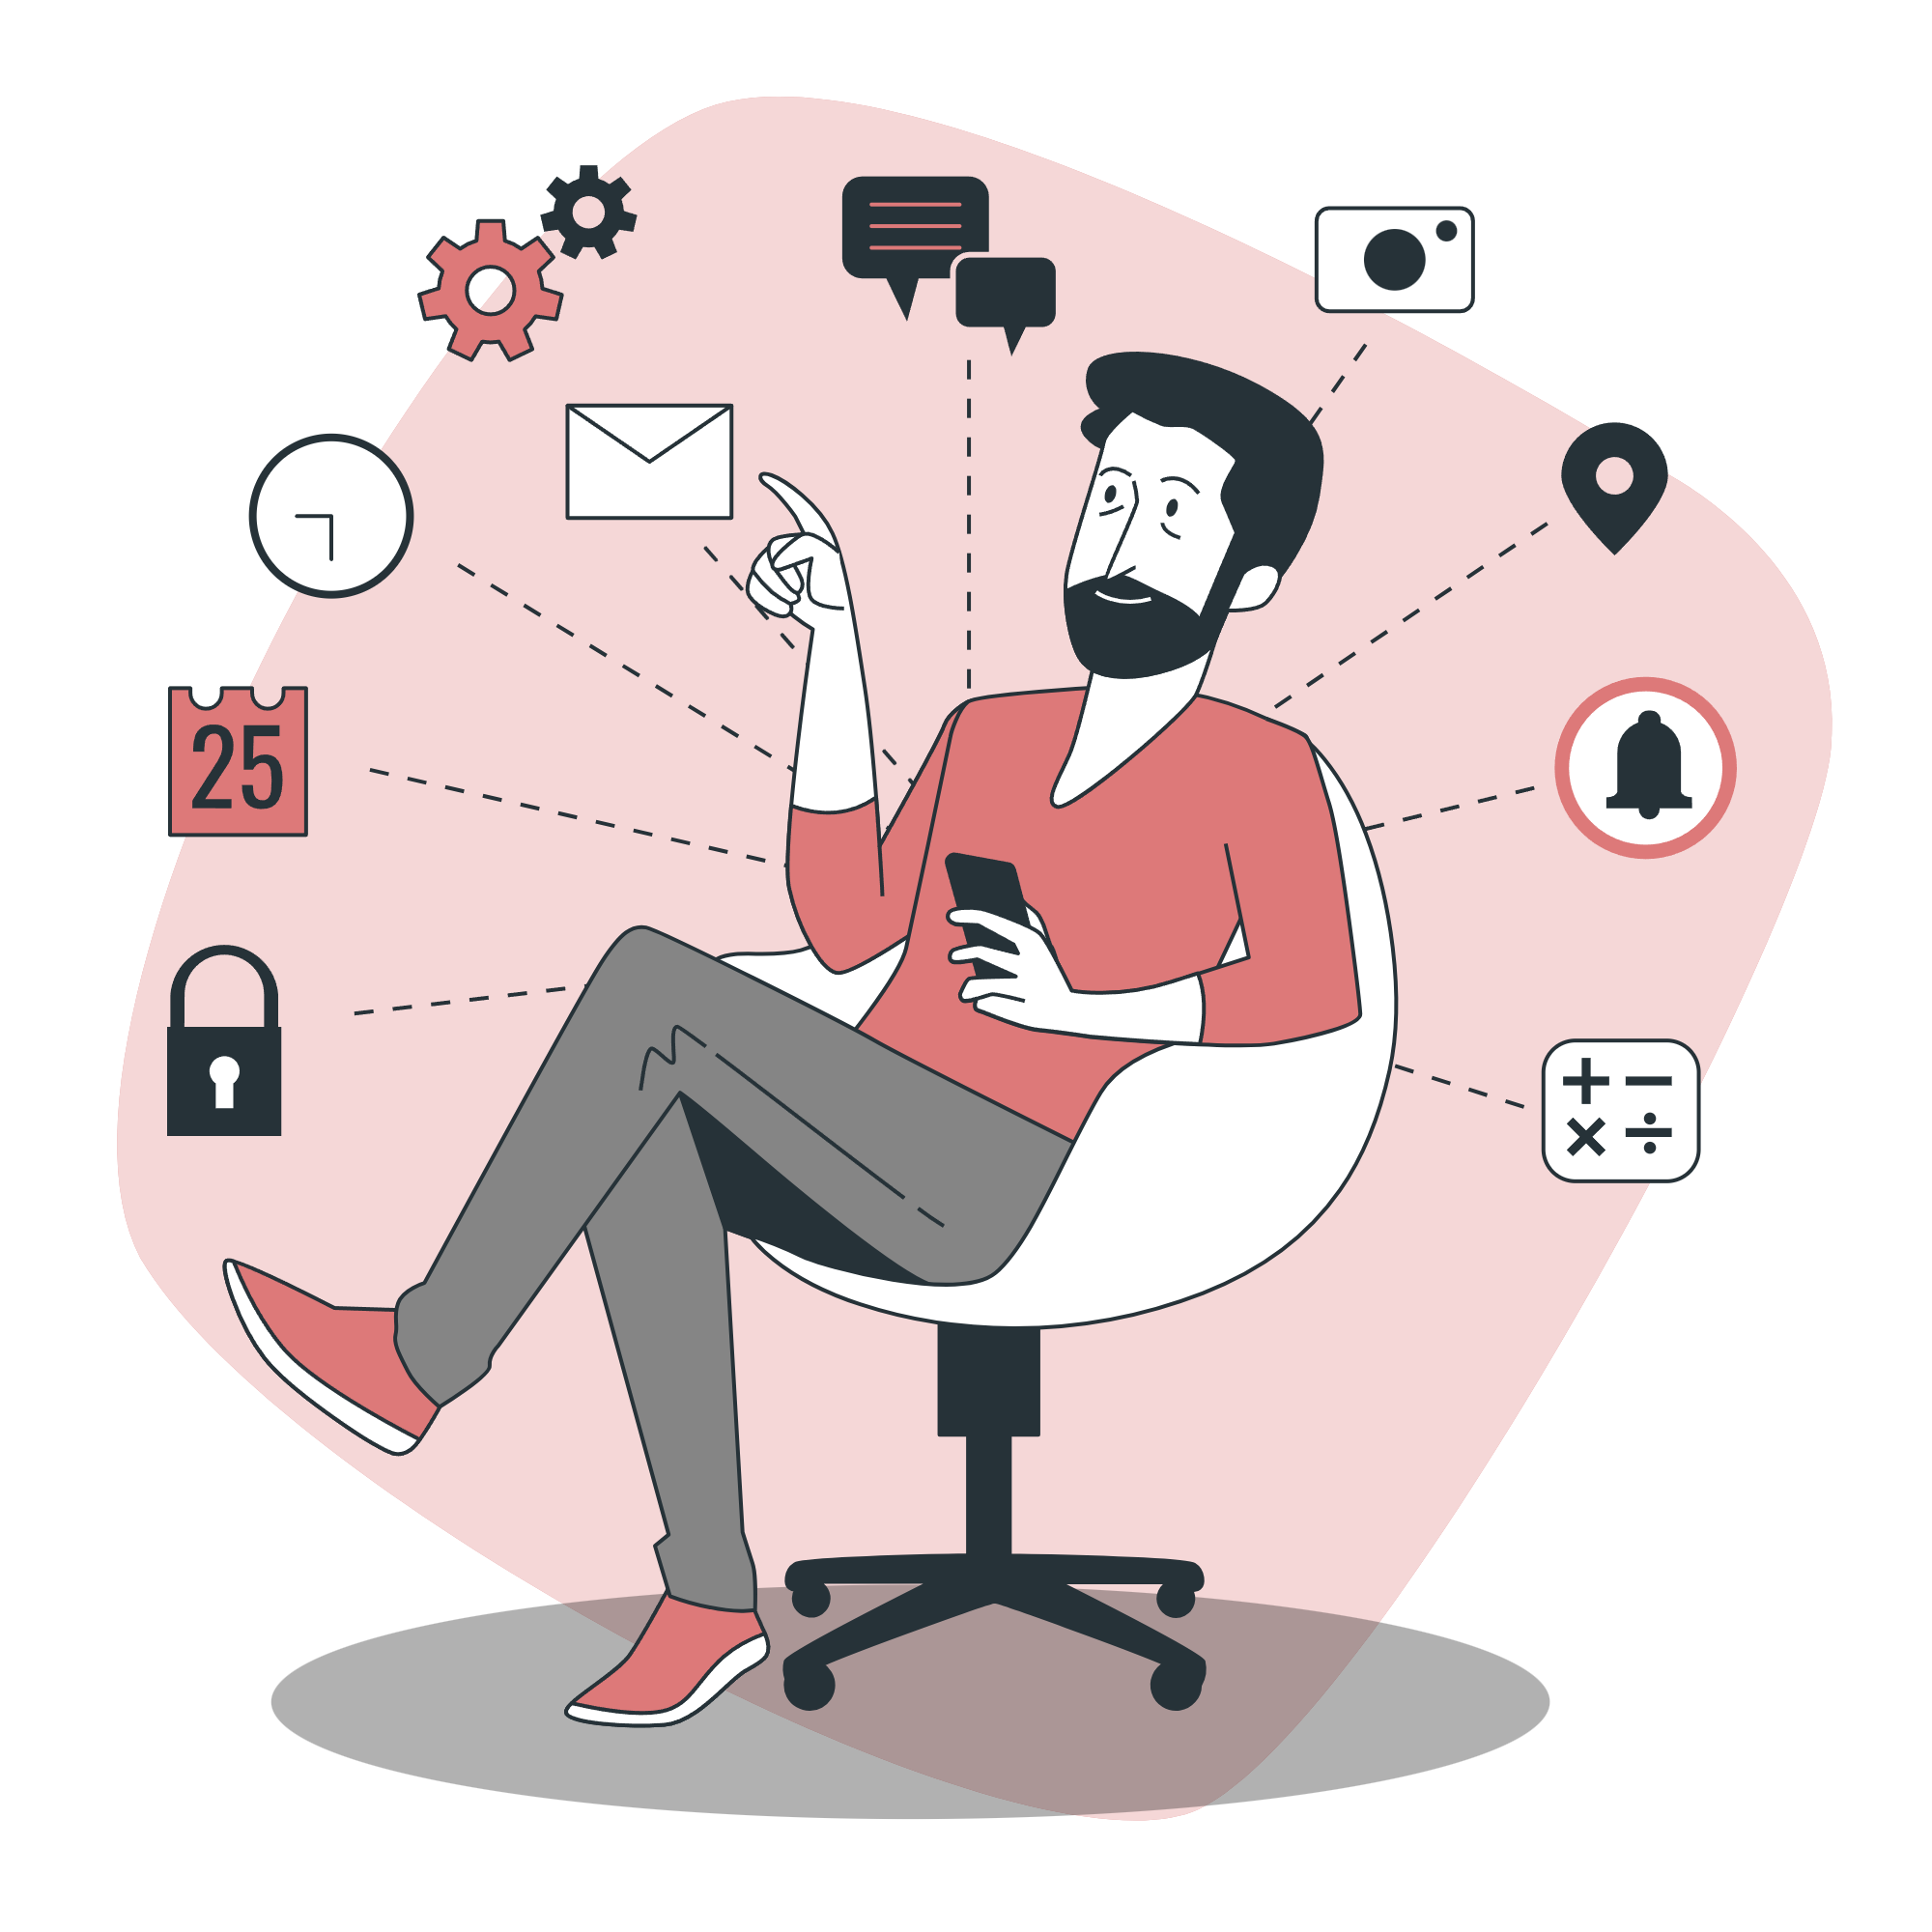 25
+ −
× ÷